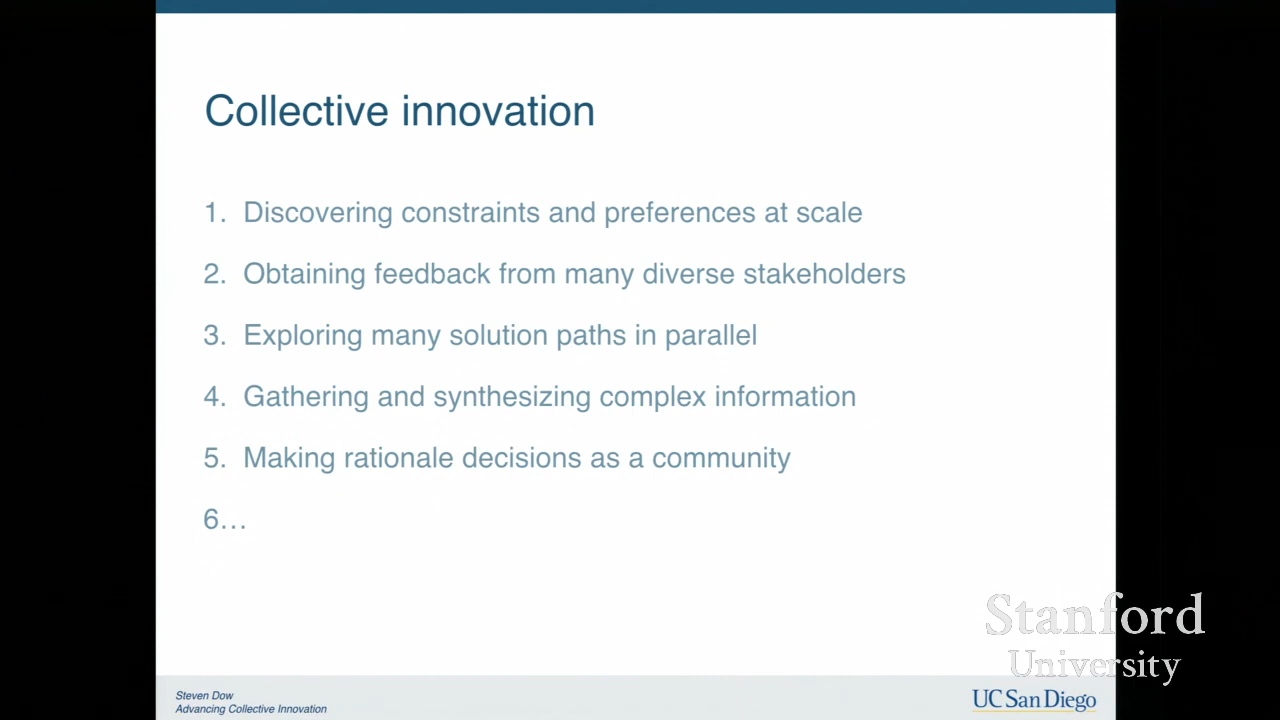 Collective innovation
1. Discovering constraints and preferences at scale
2. Obtaining feedback from many diverse stakeholders
3. Exploring many solution paths in parallel
4. Gathering and synthesizing complex information
5. Making rationale decisions as a community
6…
Stanford
University
Steven Dow
Advancing Collective Innovation
UC San Diego